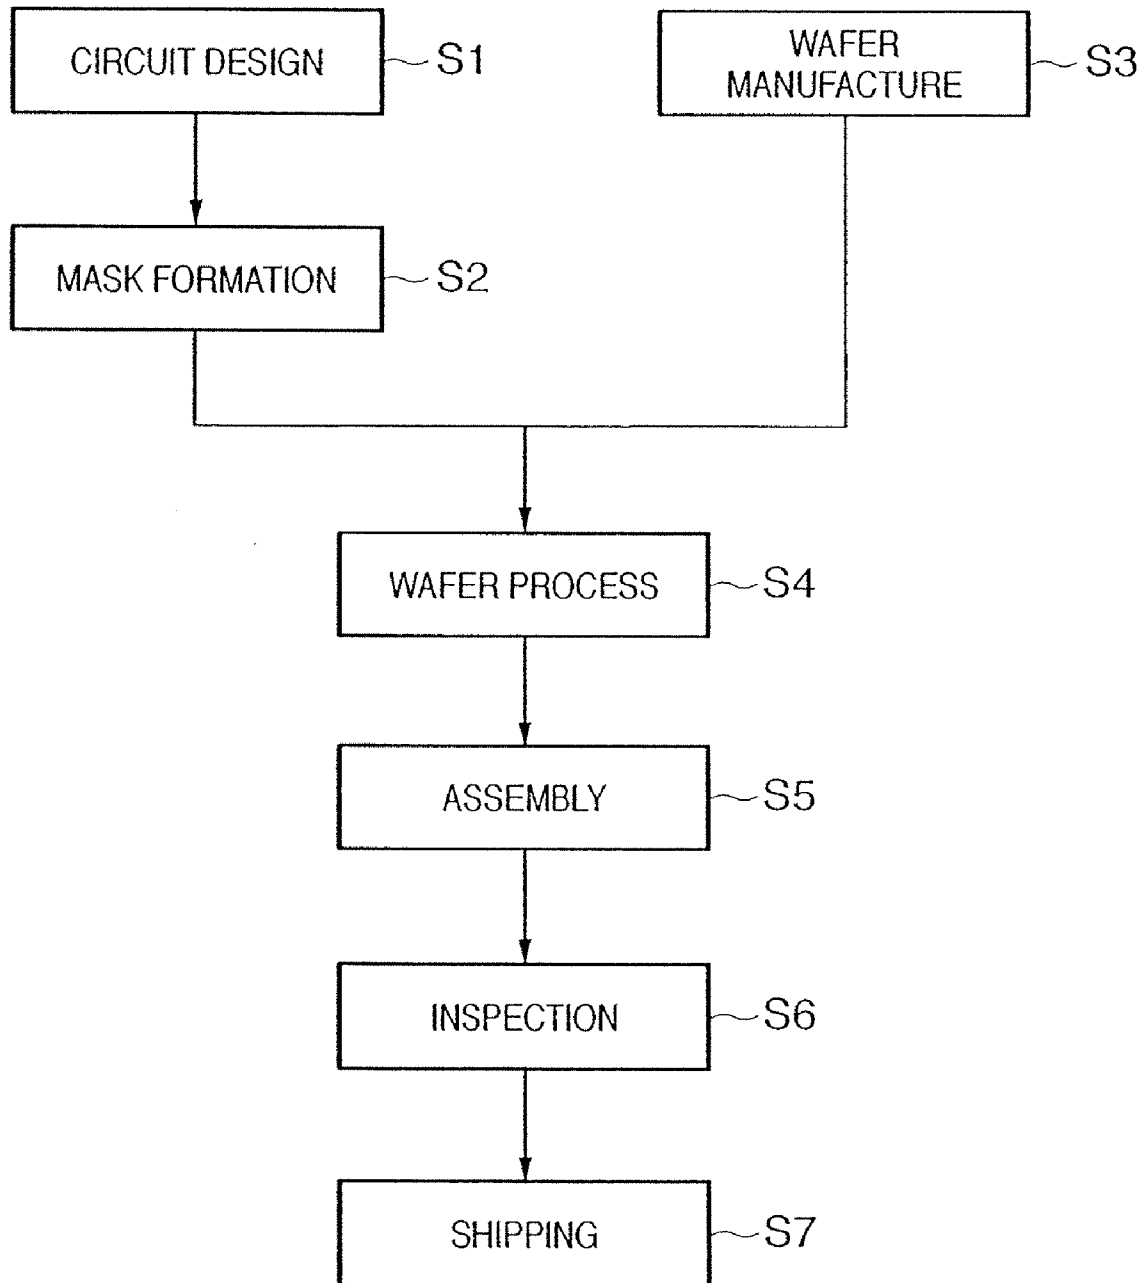 CIRCUIT DESIGN
S1
WAFER
MANUFACTURE
S3
MASK FORMATION
S2
WAFER PROCESS
S4
ASSEMBLY
S5
INSPECTION
S6
SHIPPING
S7